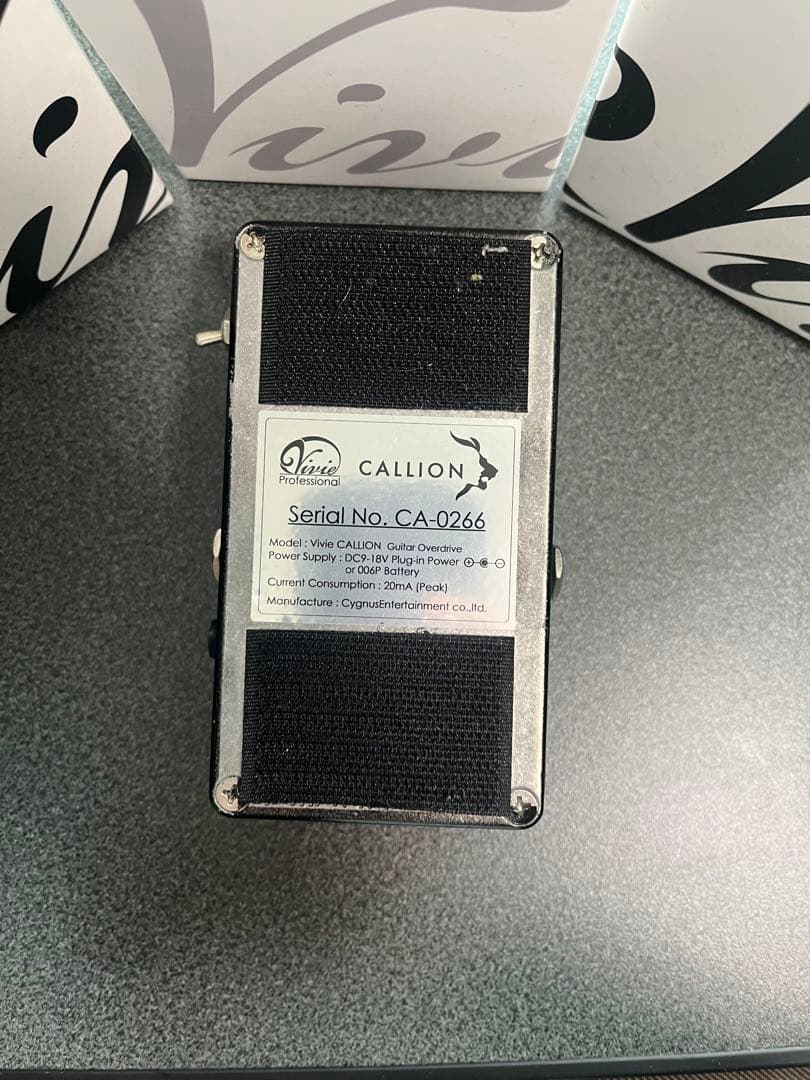 Vivie
Vivie
Professional
CALLION
Serial No. CA-0266
Model : Vivie CALLION Guitar Overdrive
Power Supply : DC9-18V Plug-in Power
or 006P Battery
Current Consumption : 20mA (Peak)
Manufacture : CygnusEntertainment co.,ltd.